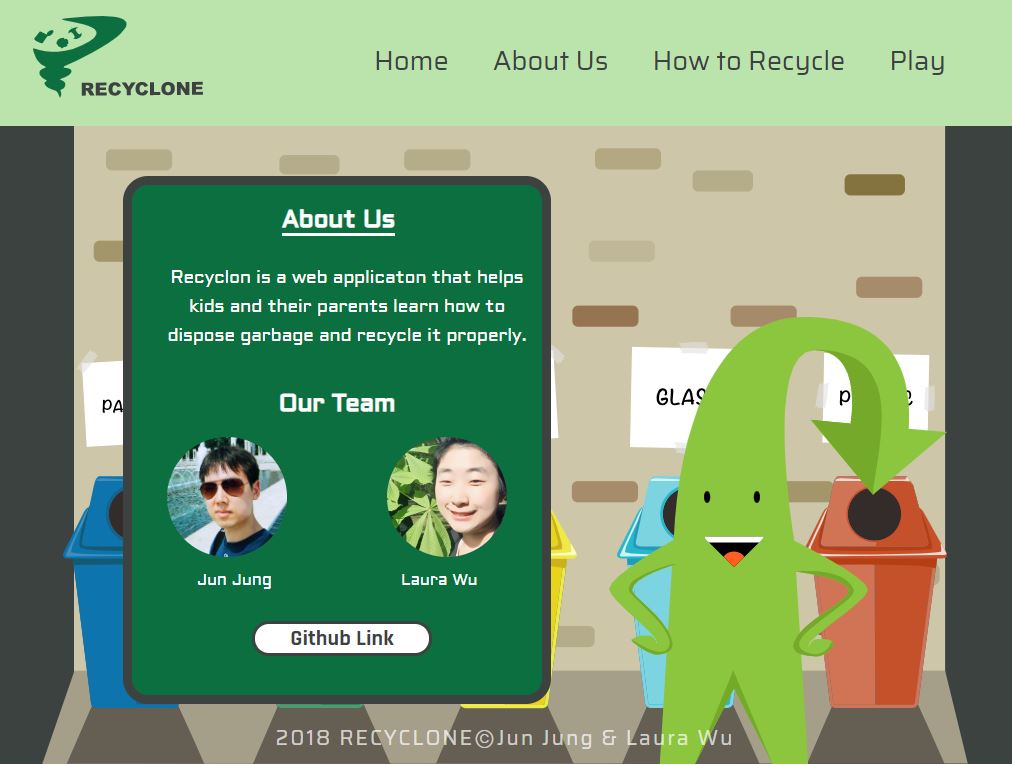 RECYCLONE
Home About Us How to Recycle Play
About Us
Recyclon is a web applicaton that helps
kids and their parents learn how to
dispose garbage and recycle it properly.
PA
GLAS
Our Team
Jun Jung Laura Wu
Github Link
2018 RECYCLONE©Jun Jung & Laura Wu